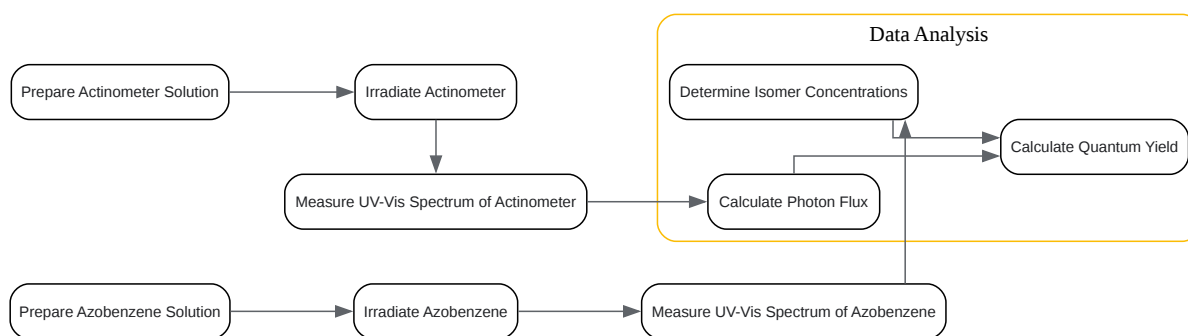 Data Analysis
Prepare Actinometer Solution
Irradiate Actinometer
Determine Isomer Concentrations
Calculate Quantum Yield
Measure UV-Vis Spectrum of Actinometer
Calculate Photon Flux
Prepare Azobenzene Solution
Irradiate Azobenzene
Measure UV-Vis Spectrum of Azobenzene